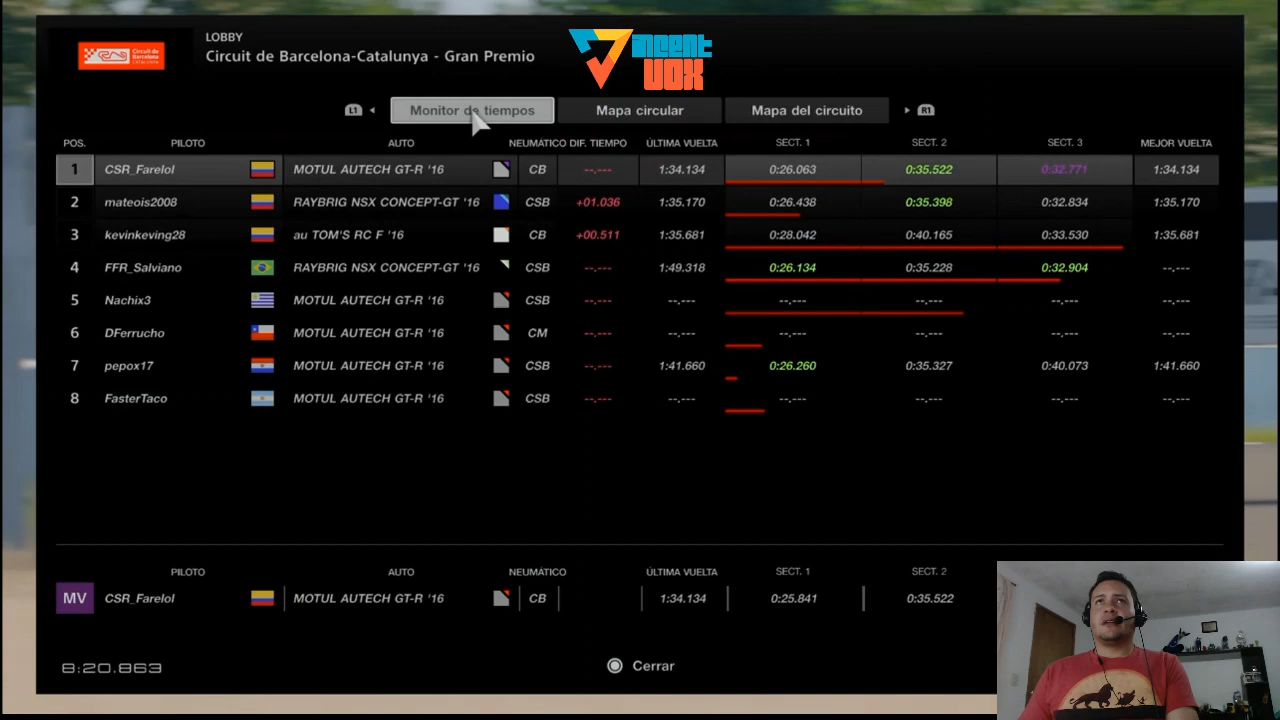 LOBBY
Circuit de Barcelona-Catalunya - Gran Premio
Circuit de Barcelona
Vincent
VOX
L1 Monitor de tiempos Mapa circular Mapa del circuito R1
POS. PILOTO AUTO NEUMÁTICO DIF. TIEMPO ÚLTIMA VUELTA SECT. 1 SECT. 2 SECT. 3 MEJOR VUELTA
1 CSR_Farelol MOTUL AUTECH GT-R '16 CB --,--- 1:34.134 0:26.063 0:35.522 0:32.771 1:34.134
2 mateois2008 RAYBRIG NSX CONCEPT-GT '16 CSB +01.036 1:35.170 0:26.438 0:35.398 0:32.834 1:35.170
3 kevinkeving28 au TOM'S RC F '16 CB +00.511 1:35.681 0:28.042 0:40.165 0:33.530 1:35.681
4 FFR_Salviano RAYBRIG NSX CONCEPT-GT '16 CSB --,--- 1:49.318 0:26.134 0:35.228 0:32.904 --,---
5 Nachix3 MOTUL AUTECH GT-R '16 CSB --,--- --,--- --,--- --,--- --,--- --,---
6 DFerrucho MOTUL AUTECH GT-R '16 CM --,--- --,--- --,--- --,--- --,--- --,---
7 pepox17 MOTUL AUTECH GT-R '16 CSB --,--- 1:41.660 0:26.260 0:35.327 0:40.073 1:41.660
8 FasterTaco MOTUL AUTECH GT-R '16 CSB --,--- --,--- --,--- --,--- --,--- --,---
PILOTO AUTO NEUMÁTICO ÚLTIMA VUELTA SECT. 1 SECT. 2
MV CSR_Farelol MOTUL AUTECH GT-R '16 CB 1:34.134 0:25.841 0:35.522
8:20.863
Cerrar